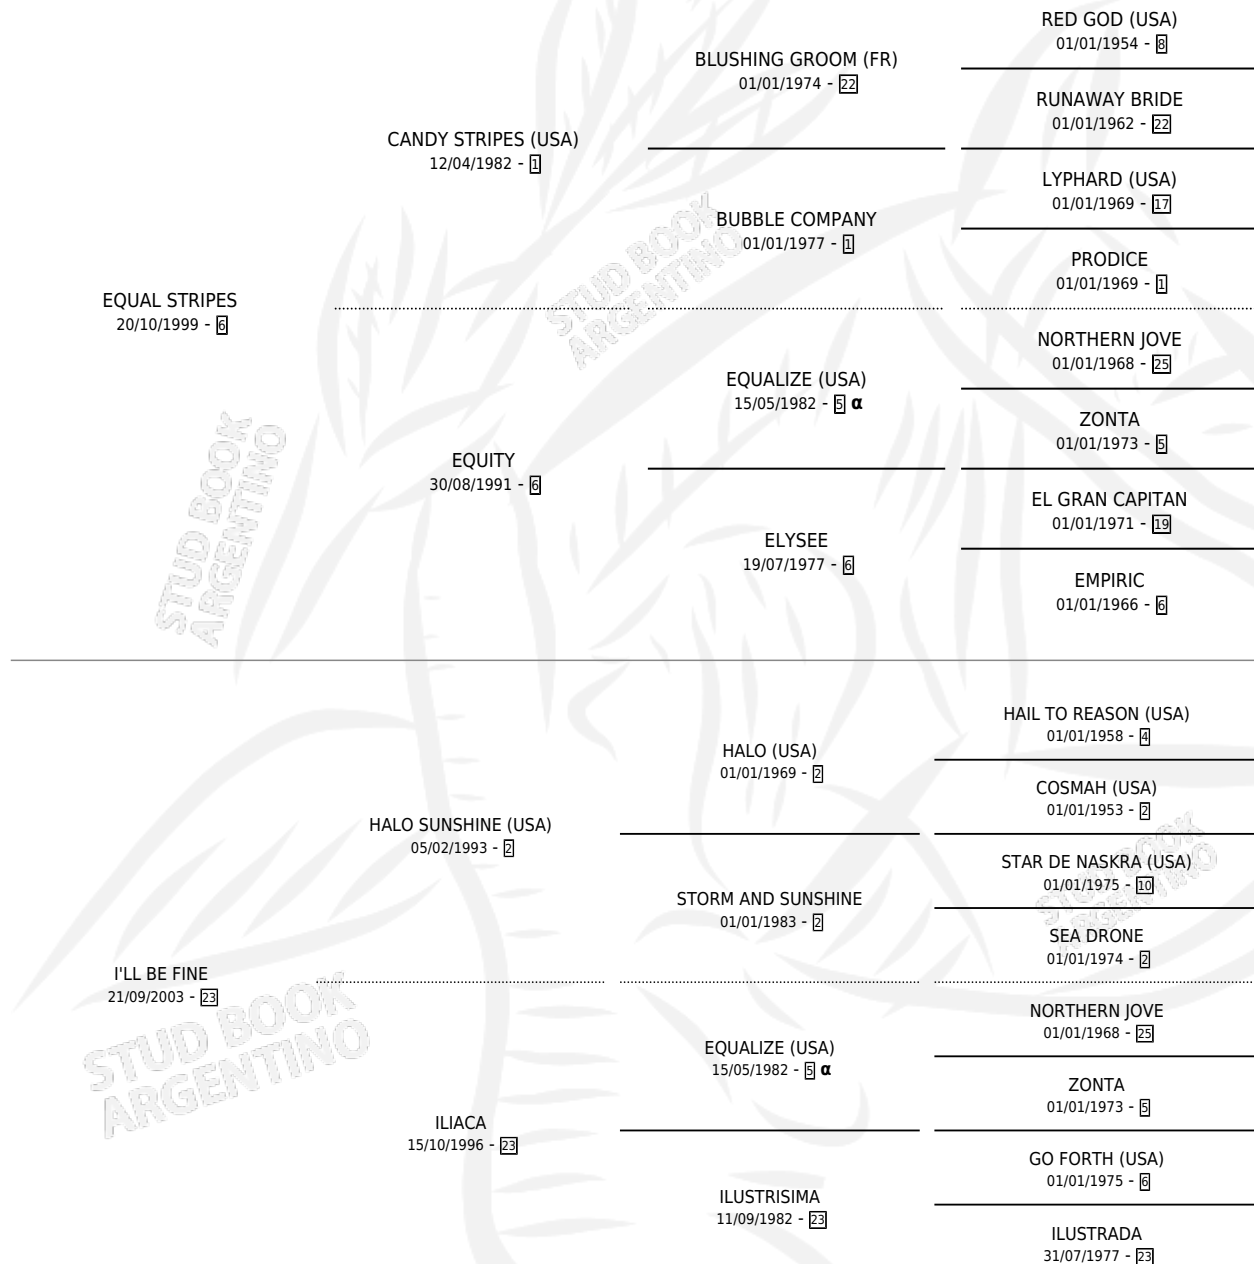 RED GOD (USA)
01/01/1954 - 8
BLUSHING GROOM (FR)
01/01/1974 - 22
RUNAWAY BRIDE
01/01/1962 - 22
CANDY STRIPES (USA)
12/04/1982 - 1
LYPHARD (USA)
01/01/1969 - 17
BUBBLE COMPANY
01/01/1977 - 1
PRODICE
01/01/1969 - 1
EQUAL STRIPES
20/10/1999 - 6
NORTHERN JOVE
01/01/1968 - 25
EQUALIZE (USA)
15/05/1982 - 5 α
ZONTA
01/01/1973 - 5
EQUITY
30/08/1991 - 6
EL GRAN CAPITAN
01/01/1971 - 19
ELYSEE
19/07/1977 - 6
EMPIRIC
01/01/1966 - 6
STUD BOOK
ARGENTINO
STUD BOOK
ARGENTINO
HAIL TO REASON (USA)
01/01/1958 - 4
HALO (USA)
01/01/1969 - 2
COSMAH (USA)
01/01/1953 - 2
HALO SUNSHINE (USA)
05/02/1993 - 2
STAR DE NASKRA (USA)
01/01/1975 - 10
STORM AND SUNSHINE
01/01/1983 - 2
SEA DRONE
01/01/1974 - 2
I'LL BE FINE
21/09/2003 - 23
NORTHERN JOVE
01/01/1968 - 25
EQUALIZE (USA)
15/05/1982 - 5 α
ZONTA
01/01/1973 - 5
ILIACA
15/10/1996 - 23
GO FORTH (USA)
01/01/1975 - 6
ILUSTRISIMA
11/09/1982 - 23
ILUSTRADA
31/07/1977 - 23
STUD BOOK
ARGENTINO
STUD BOOK
ARGENTINO